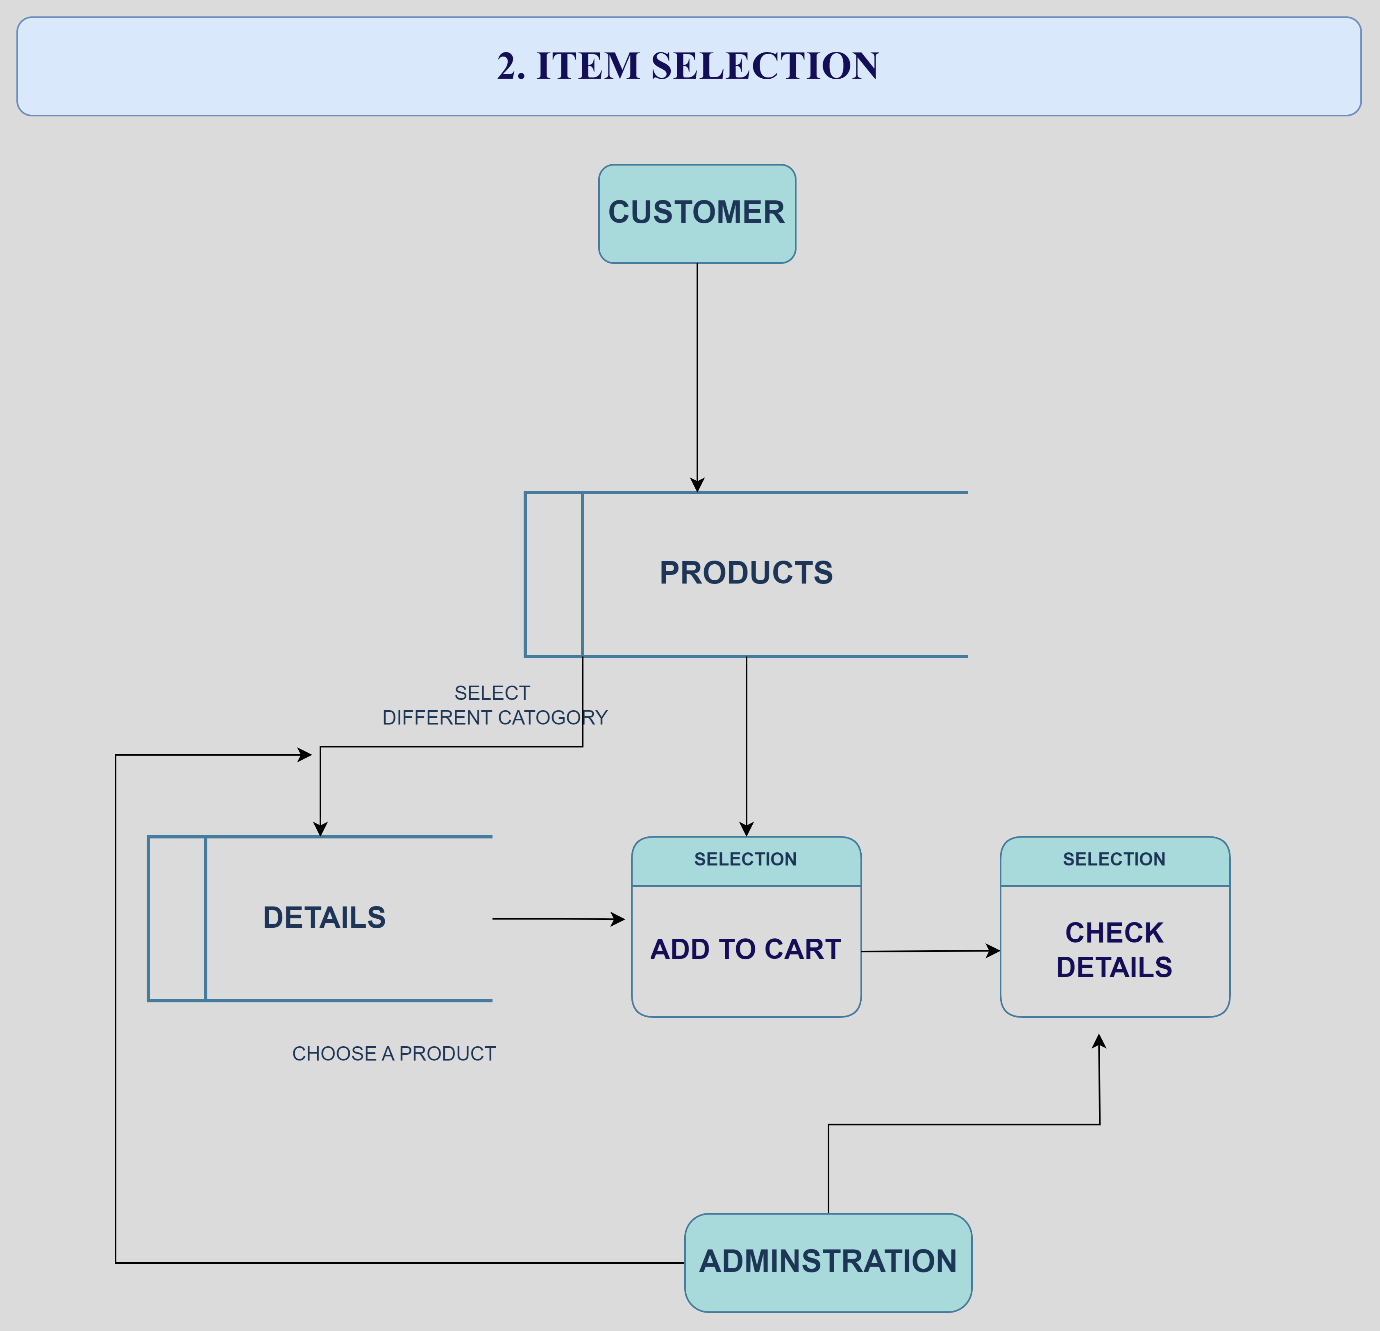 2. ITEM SELECTION
CUSTOMER
PRODUCTS
SELECT
DIFFERENT CATOGORY
DETAILS
SELECTION
ADD TO CART
SELECTION
CHECK
DETAILS
CHOOSE A PRODUCT
ADMINSTRATION